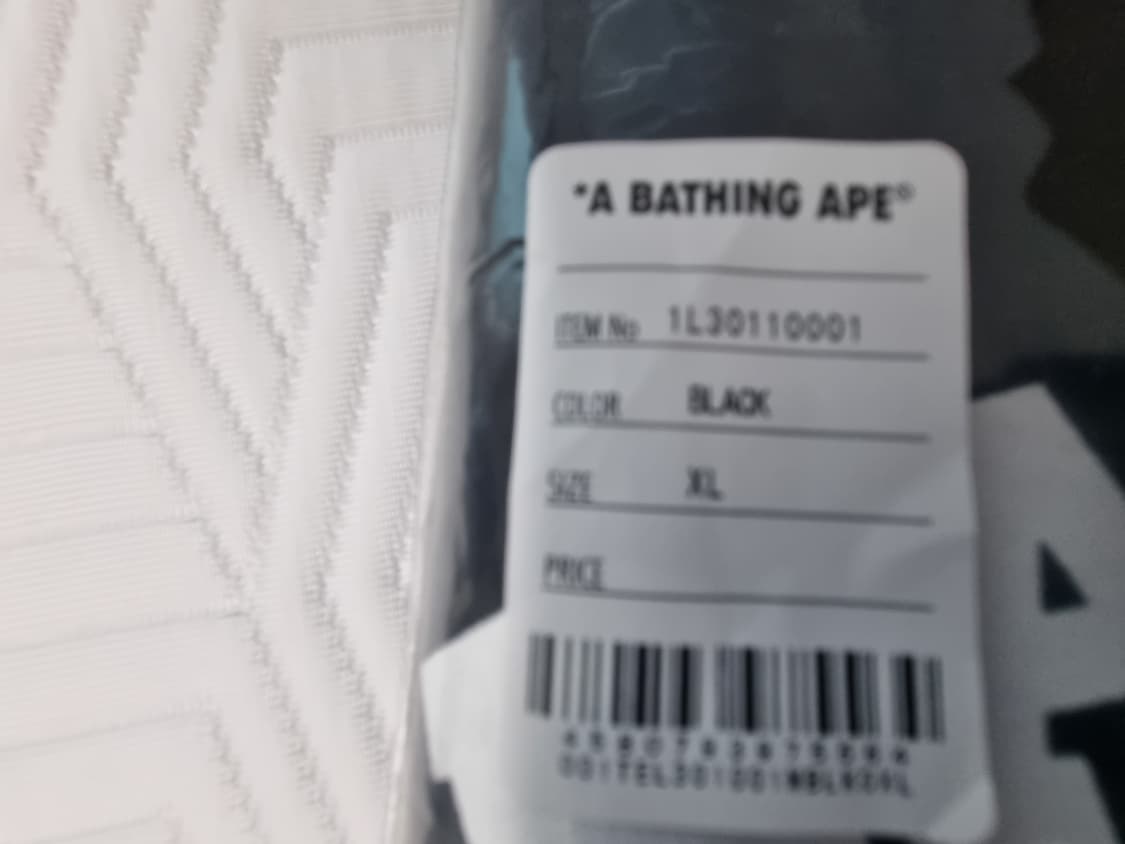 "A BATHING APE®
ITEM No 1L30110001
COLOR BLACK
SIZE XL
PRICE
A